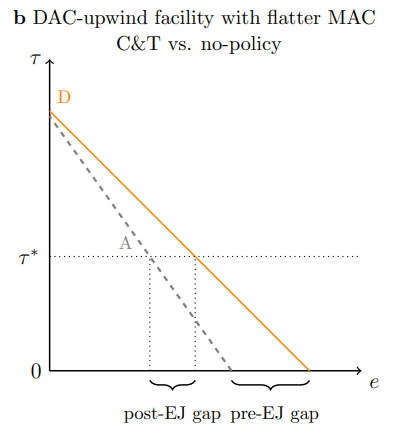 b DAC-upwind facility with flatter MAC
C&T vs. no-policy
τ
D
A
τ*
0
e
post-EJ gap pre-EJ gap